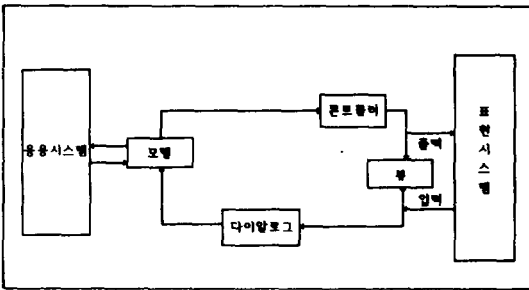 응용시스템
모델
콘트롤러
출력
뷰
입력
다이알로그
표현시스템